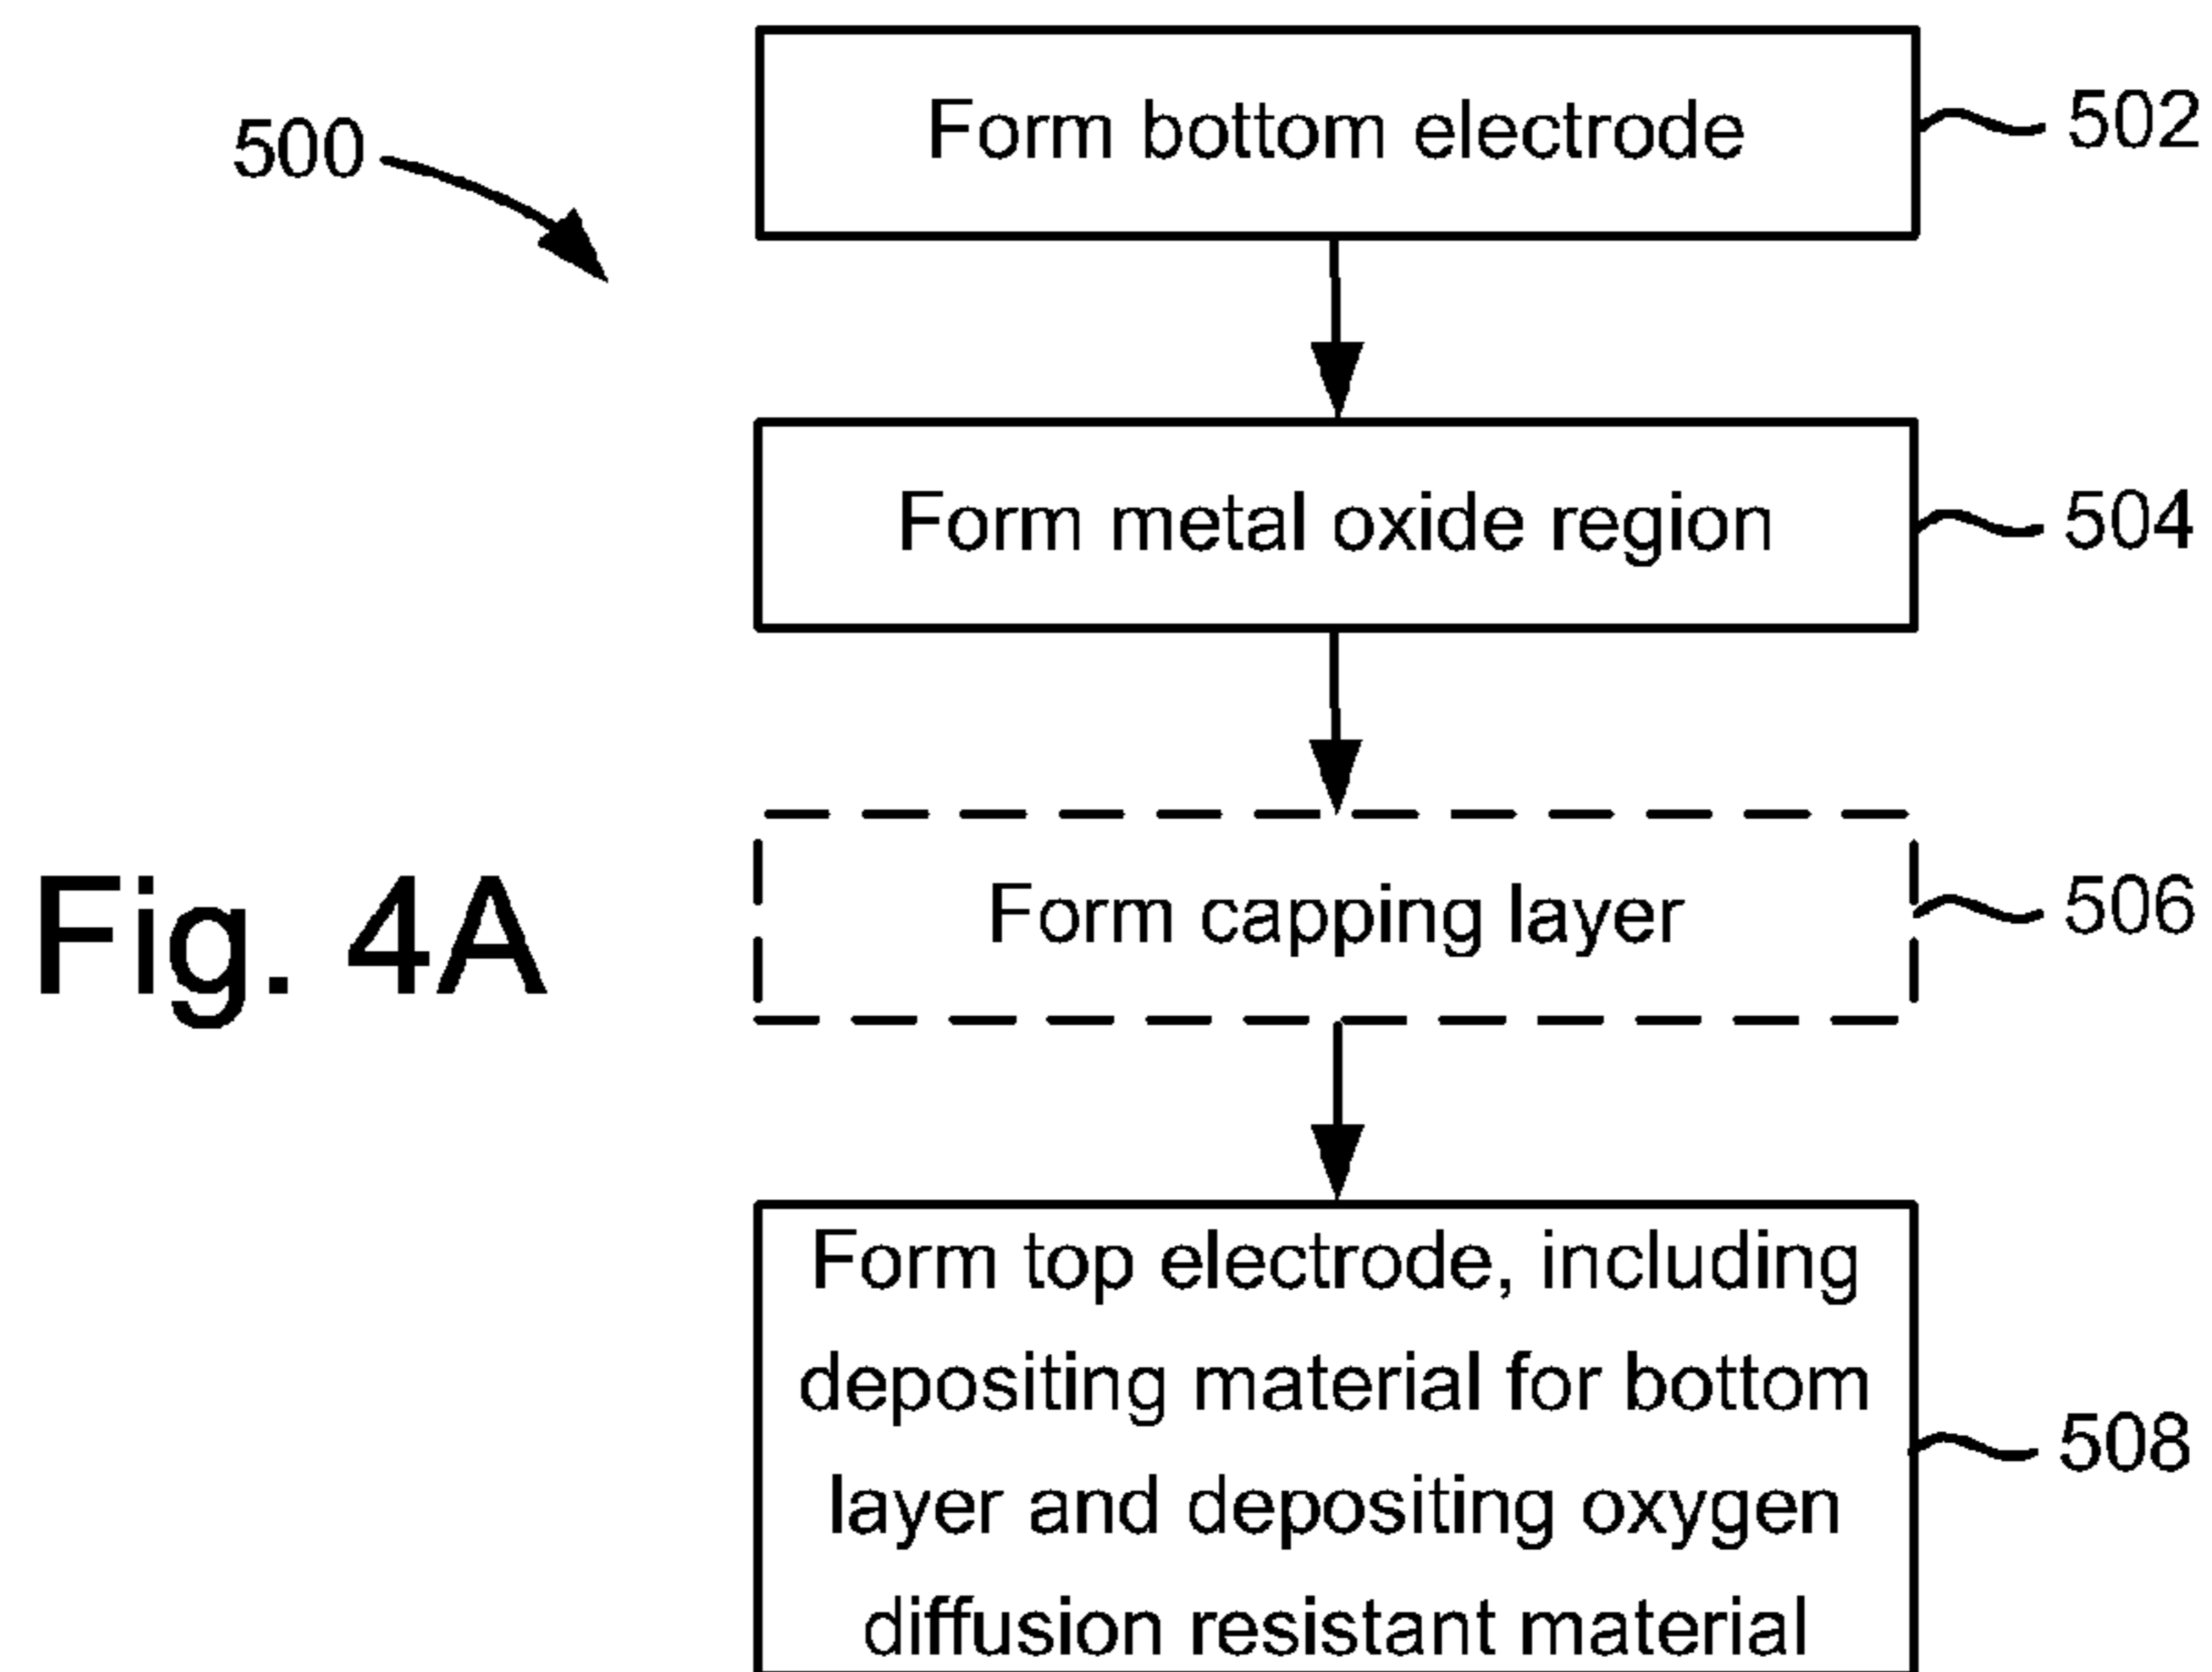 Form bottom electrode
502
500
Form metal oxide region
504
Form capping layer
506
Fig. 4A
Form top electrode, including
depositing material for bottom
layer and depositing oxygen
diffusion resistant material
508